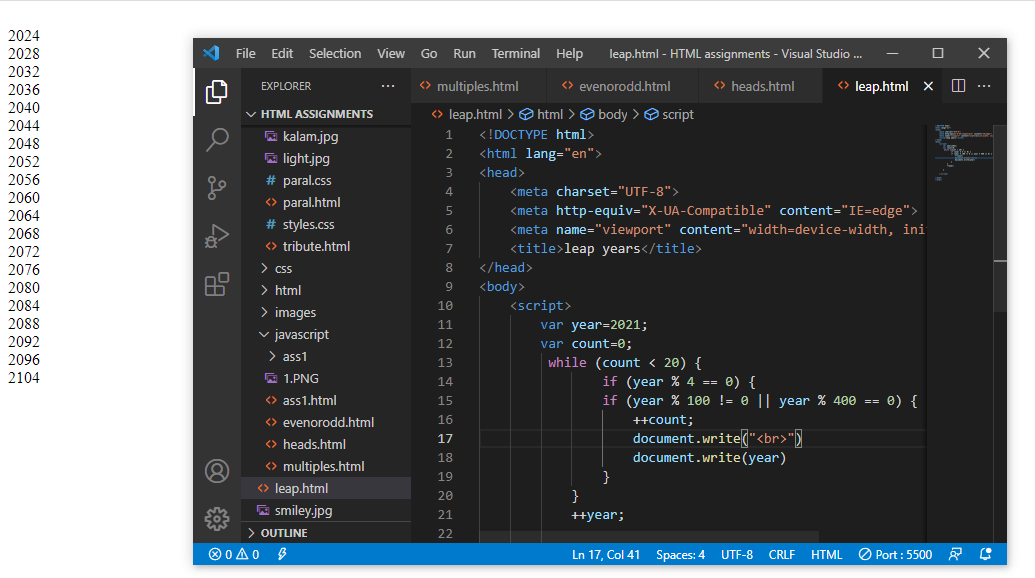 2024
2028
2032
2036
2040
2044
2048
2052
2056
2060
2064
2068
2072
2076
2080
2084
2088
2092
2096
2104
File Edit Selection View Go Run Terminal Help leap.html - HTML assignments - Visual Studio ...
EXPLORER ...
HTML ASSIGNMENTS
kalam.jpg
light.jpg
# paral.css
<> paral.html
# styles.css
<> tribute.html
> css
> html
> images
javascript
> ass1
1.PNG
<> ass1.html
<> evenorodd.html
<> heads.html
<> multiples.html
<> leap.html
smiley.jpg
> OUTLINE
<> multiples.html <> evenorodd.html <> heads.html <> leap.html × ...
<> leap.html > html > body > script
1 <!DOCTYPE html>
2 <html lang="en">
3 <head>
4 <meta charset="UTF-8">
5 <meta http-equiv="X-UA-Compatible" content="IE=edge">
6 <meta name="viewport" content="width=device-width, ini
7 <title>leap years</title>
8 </head>
9 <body>
10 <script>
11 var year=2021;
12 var count=0;
13 while (count < 20) {
14 if (year % 4 == 0) {
15 if (year % 100 != 0 || year % 400 == 0) {
16 ++count;
17 document.write("<br>")
18 document.write(year)
19 }
20 }
21 ++year;
22
0 0 Ln 17, Col 41 Spaces: 4 UTF-8 CRLF HTML Port : 5500